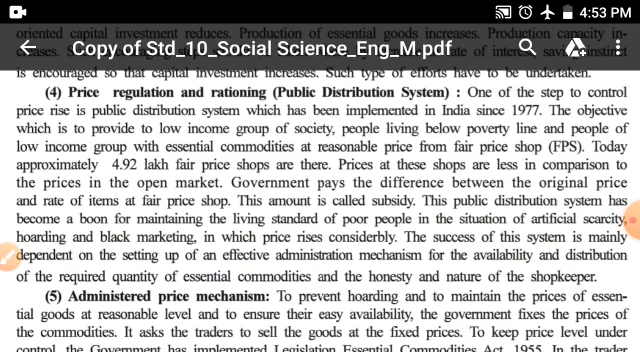 4:53 PM
oriented capital investment reduces. Production of essential goods increases. Production capacity in-
Copy of Std_10_Social Science_Eng_M.pdf
is encouraged so that capital investment increases. Such type of efforts have to be undertaken.
(4) Price regulation and rationing (Public Distribution System) : One of the step to control
price rise is public distribution system which has been implemented in India since 1977. The objective
which is to provide to low income group of society, people living below poverty line and people of
low income group with essential commodities at reasonable price from fair price shop (FPS). Today
approximately 4.92 lakh fair price shops are there. Prices at these shops are less in comparison to
the prices in the open market. Government pays the difference between the original price
and rate of items at fair price shop. This amount is called subsidy. This public distribution system has
become a boon for maintaining the living standard of poor people in the situation of artificial scarcity,
hoarding and black marketing, in which price rises considerbly. The success of this system is mainly
dependent on the setting up of an effective administration mechanism for the availability and distribution
of the required quantity of essential commodities and the honesty and nature of the shopkeeper.
(5) Administered price mechanism: To prevent hoarding and to maintain the prices of essen-
tial goods at reasonable level and to ensure their easy availability, the government fixes the prices of
the commodities. It asks the traders to sell the goods at the fixed prices. To keep price level under
control, the Government has implemented Legislation Essential Commodities Act, 1955. In the trader